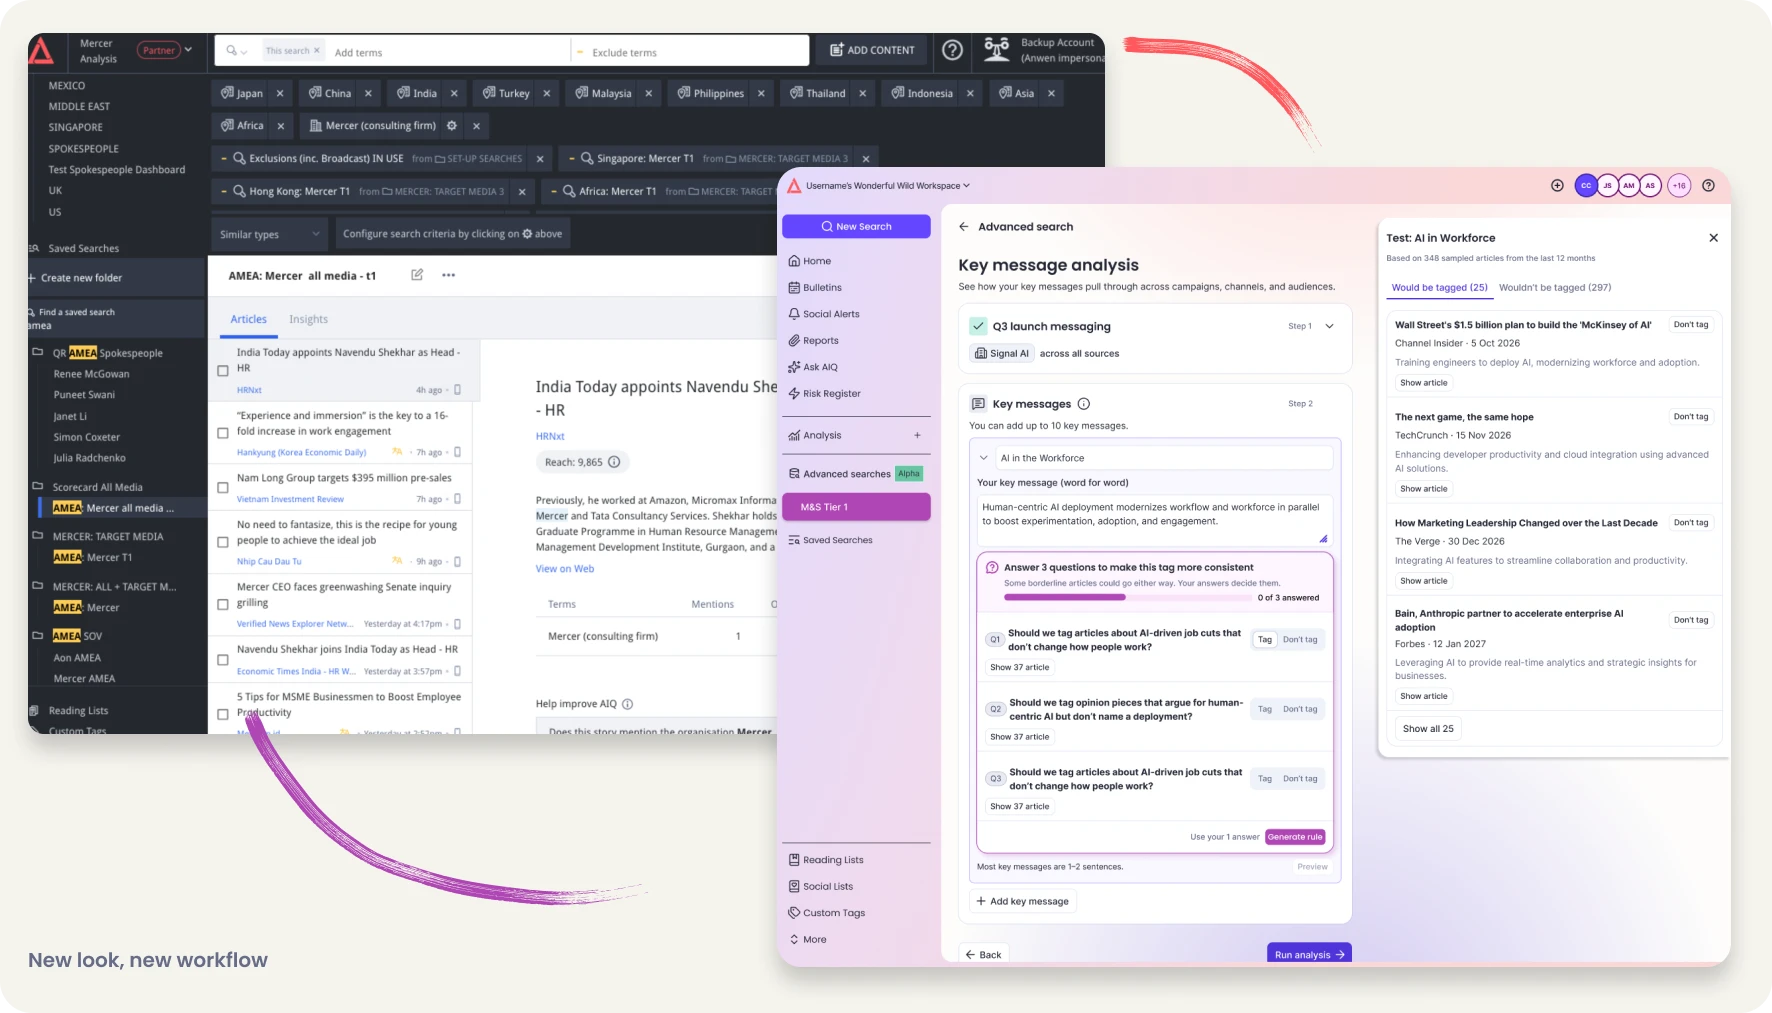 Mercer
Analysis
Partner
This search
Add terms
Exclude terms
ADD CONTENT
Backup Account
(Anwen impersona
MEXICO
MIDDLE EAST
SINGAPORE
SPOKESPEOPLE
Test Spokespeople Dashboard
UK
US
Saved Searches
Create new folder
Find a saved search
amea
QR AMEA Spokespeople
Renee McGowan
Puneet Swani
Janet Li
Simon Coxeter
Julia Radchenko
Scorecard All Media
AMEA: Mercer all media ...
MERCER: TARGET MEDIA
AMEA: Mercer T1
MERCER: ALL + TARGET M...
AMEA: Mercer
AMEA SOV
Aon AMEA
Mercer AMEA
Reading Lists
Custom Tags
Japan
China
India
Turkey
Malaysia
Philippines
Thailand
Indonesia
Asia
Africa
Mercer (consulting firm)
Exclusions (inc. Broadcast) IN USE from SET-UP SEARCHES
Singapore: Mercer T1 from MERCER: TARGET MEDIA 3
Hong Kong: Mercer T1 from MERCER: TARGET MEDIA 3
Africa: Mercer T1 from MERCER: TARGET
Similar types
Configure search criteria by clicking on above
AMEA: Mercer all media - t1
Articles
Insights
India Today appoints Navendu Shekhar as Head -
HR
HRNxt
4h ago
"Experience and immersion" is the key to a 16-
fold increase in work engagement
Hankyung (Korea Economic Daily)
7h ago
Nam Long Group targets $395 million pre-sales
Vietnam Investment Review
7h ago
No need to fantasize, this is the recipe for young
people to achieve the ideal job
Nhip Cau Dau Tu
9h ago
Mercer CEO faces greenwashing Senate inquiry
grilling
Verified News Explorer Netw...
Yesterday at 4:17pm
Navendu Shekhar joins India Today as Head - HR
Economic Times India - HR W...
Yesterday at 3:57pm
5 Tips for MSME Businessmen to Boost Employee
Productivity
India Today appoints Navendu She
- HR
HRNxt
Reach: 9,865
Previously, he worked at Amazon, Micromax Informa
Mercer and Tata Consultancy Services. Shekhar holds
Graduate Programme in Human Resource Manageme
Management Development Institute, Gurgaon, and a
View on Web
Terms
Mentions
Mercer (consulting firm)
1
Help improve AIQ
Does this story mention the organisation Mercer
New look, new workflow
Username's Wonderful Wild Workspace
CC
JS
AM
AS
+16
New Search
Home
Bulletins
Social Alerts
Reports
Ask AIQ
Risk Register
Analysis
Advanced searches Alpha
M&S Tier 1
Saved Searches
Reading Lists
Social Lists
Custom Tags
More
Advanced search
Key message analysis
See how your key messages pull through across campaigns, channels, and audiences.
Q3 launch messaging
Step 1
Signal AI across all sources
Key messages
Step 2
You can add up to 10 key messages.
AI in the Workforce
Your key message (word for word)
Human-centric AI deployment modernizes workflow and workforce in parallel
to boost experimentation, adoption, and engagement.
Answer 3 questions to make this tag more consistent
Some borderline articles could go either way. Your answers decide them.
0 of 3 answered
Q1
Should we tag articles about AI-driven job cuts that
don't change how people work?
Tag Don't tag
Show 37 article
Q2
Should we tag opinion pieces that argue for human-
centric AI but don't name a deployment?
Tag Don't tag
Show 37 article
Q3
Should we tag articles about AI-driven job cuts that
don't change how people work?
Tag Don't tag
Show 37 article
Use your 1 answer
Generate rule
Most key messages are 1–2 sentences.
Preview
Add key message
Back
Run analysis
Test: AI in Workforce
Based on 348 sampled articles from the last 12 months
Would be tagged (25)
Wouldn't be tagged (297)
Wall Street's $1.5 billion plan to build the 'McKinsey of AI'
Don't tag
Channel Insider · 5 Oct 2026
Training engineers to deploy AI, modernizing workforce and adoption.
Show article
The next game, the same hope
Don't tag
TechCrunch · 15 Nov 2026
Enhancing developer productivity and cloud integration using advanced
AI solutions.
Show article
How Marketing Leadership Changed over the Last Decade
Don't tag
The Verge · 30 Dec 2026
Integrating AI features to streamline collaboration and productivity.
Show article
Bain, Anthropic partner to accelerate enterprise AI
adoption
Don't tag
Forbes · 12 Jan 2027
Leveraging AI to provide real-time analytics and strategic insights for
businesses.
Show article
Show all 25